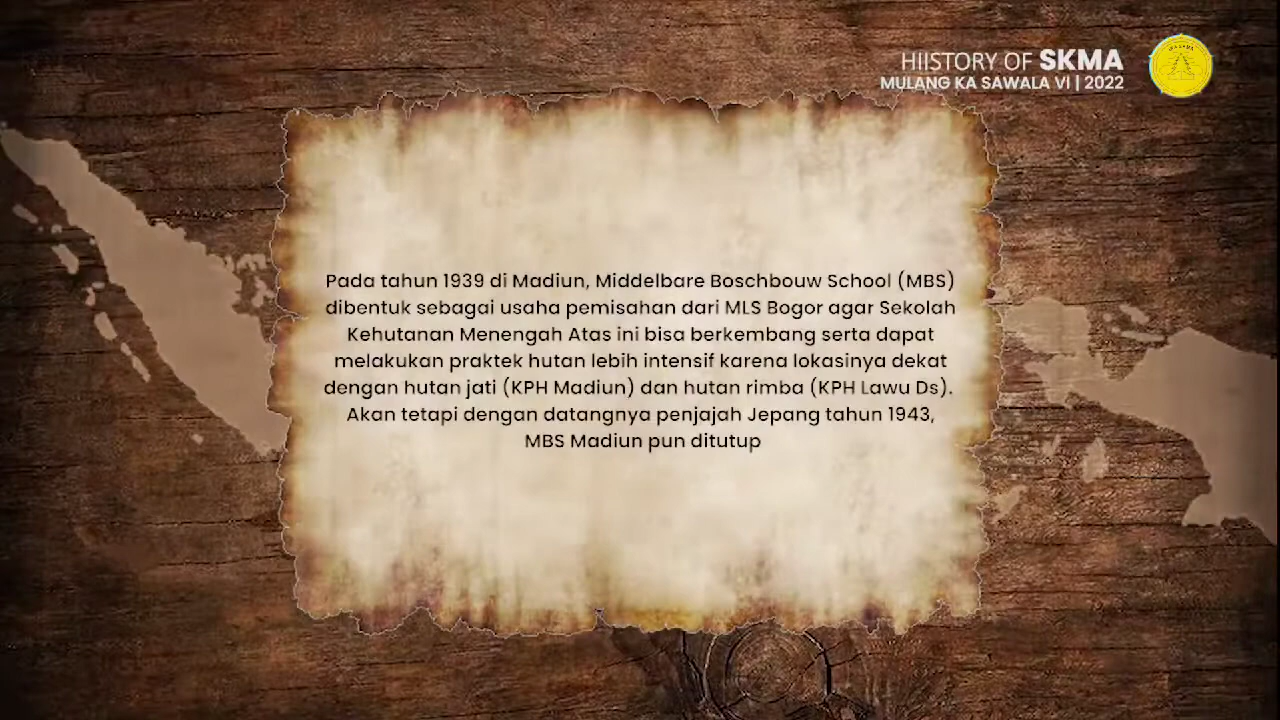 HIISTORY OF SKMA
MULANG KA SAWALA VI | 2022
Pada tahun 1939 di Madiun, Middelbare Boschbouw School (MBS)
dibentuk sebagai usaha pemisahan dari MLS Bogor agar Sekolah
Kehutanan Menengah Atas ini bisa berkembang serta dapat
melakukan praktek hutan lebih intensif karena lokasinya dekat
dengan hutan jati (KPH Madiun) dan hutan rimba (KPH Lawu Ds).
Akan tetapi dengan datangnya penjajah Jepang tahun 1943,
MBS Madiun pun ditutup